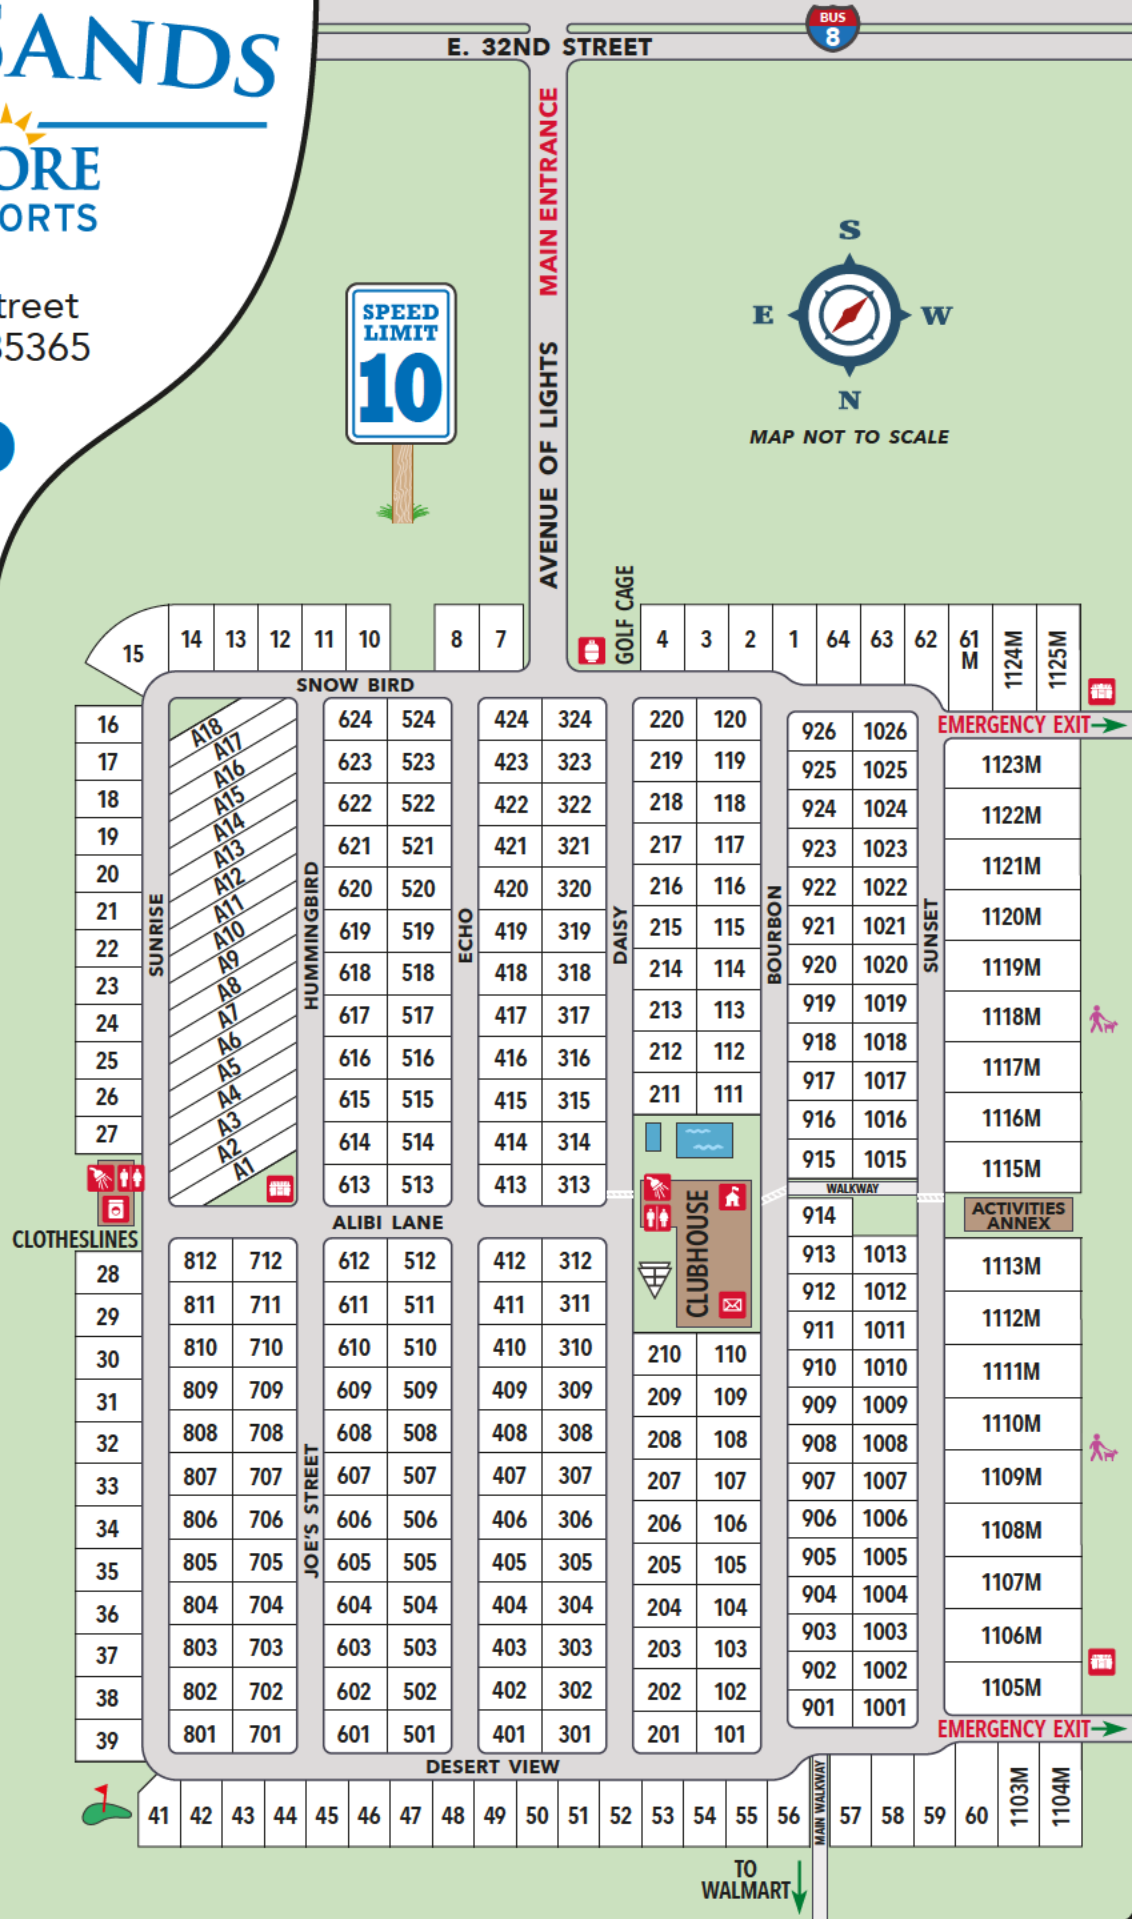 SANDS
ORE
ORTS
treet
85365
E. 32ND STREET
BUS
8
MAIN ENTRANCE
AVENUE OF LIGHTS
SPEED
LIMIT
10
S
E
W
N
MAP NOT TO SCALE
GOLF CAGE
15
14 13 12 11 10
8 7
4 3 2 1 64 63 62
61
M
1124M
1125M
SNOW BIRD
EMERGENCY EXIT
16
17
18
19
20
21
22
23
24
25
26
27
SUNRISE
A18
A17
A16
A15
A14
A13
A12
A11
A10
A9
A8
A7
A6
A5
A4
A3
A2
A1
HUMMINGBIRD
624 524
623 523
622 522
621 521
620 520
619 519
618 518
617 517
616 516
615 515
614 514
613 513
ECHO
424 324
423 323
422 322
421 321
420 320
419 319
418 318
417 317
416 316
415 315
414 314
413 313
DAISY
220 120
219 119
218 118
217 117
216 116
215 115
214 114
213 113
212 112
211 111
BOURBON
926 1026
925 1025
924 1024
923 1023
922 1022
921 1021
920 1020
919 1019
918 1018
917 1017
916 1016
915 1015
SUNSET
1123M
1122M
1121M
1120M
1119M
1118M
1117M
1116M
1115M
WALKWAY
ACTIVITIES
ANNEX
CLUBHOUSE
ALIBI LANE
CLOTHESLINES
28
29
30
31
32
33
34
35
36
37
38
39
812 712
811 711
810 710
809 709
808 708
807 707
806 706
805 705
804 704
803 703
802 702
801 701
JOE'S STREET
612 512
611 511
610 510
609 509
608 508
607 507
606 506
605 505
604 504
603 503
602 502
601 501
412 312
411 311
410 310
409 309
408 308
407 307
406 306
405 305
404 304
403 303
402 302
401 301
210 110
209 109
208 108
207 107
206 106
205 105
204 104
203 103
202 102
201 101
914
913 1013
912 1012
911 1011
910 1010
909 1009
908 1008
907 1007
906 1006
905 1005
904 1004
903 1003
902 1002
901 1001
1113M
1112M
1111M
1110M
1109M
1108M
1107M
1106M
1105M
EMERGENCY EXIT
DESERT VIEW
41 42 43 44 45 46 47 48 49 50 51 52 53 54 55 56
MAIN WALKWAY
57 58 59 60
1103M
1104M
TO
WALMART